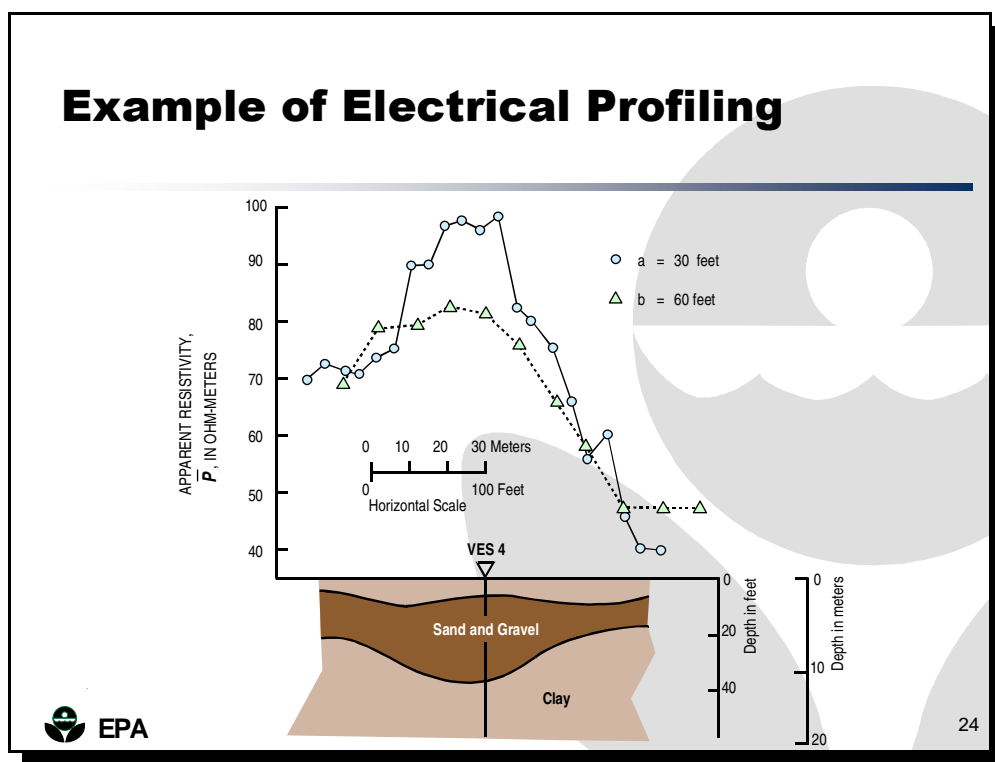 Example of Electrical Profiling
100
90
80
70
60
50
40
APPARENT RESISTIVITY,
P, IN OHM-METERS
a = 30 feet
b = 60 feet
0 10 20 30 Meters
0 100 Feet
Horizontal Scale
VES 4
Sand and Gravel
Clay
0
20
40
Depth in feet
0
10
20
Depth in meters
EPA
24